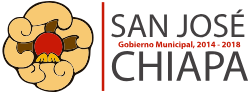 SAN JOSÉ
Gobierno Municipal, 2014 - 2018
CHIAPA